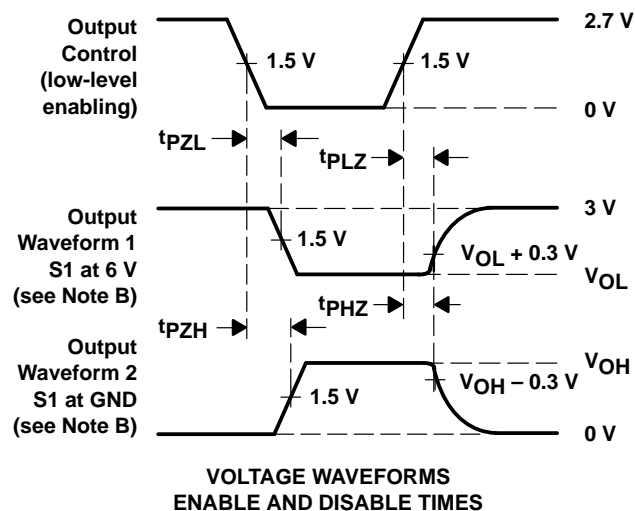 Output
Control
(low-level
enabling)
1.5 V
1.5 V
2.7 V
0 V
tPZL
tPLZ
Output
Waveform 1
S1 at 6 V
(see Note B)
1.5 V
3 V
VOL + 0.3 V
VOL
tPZH
tPHZ
Output
Waveform 2
S1 at GND
(see Note B)
1.5 V
VOH
VOH − 0.3 V
0 V
VOLTAGE WAVEFORMS
ENABLE AND DISABLE TIMES